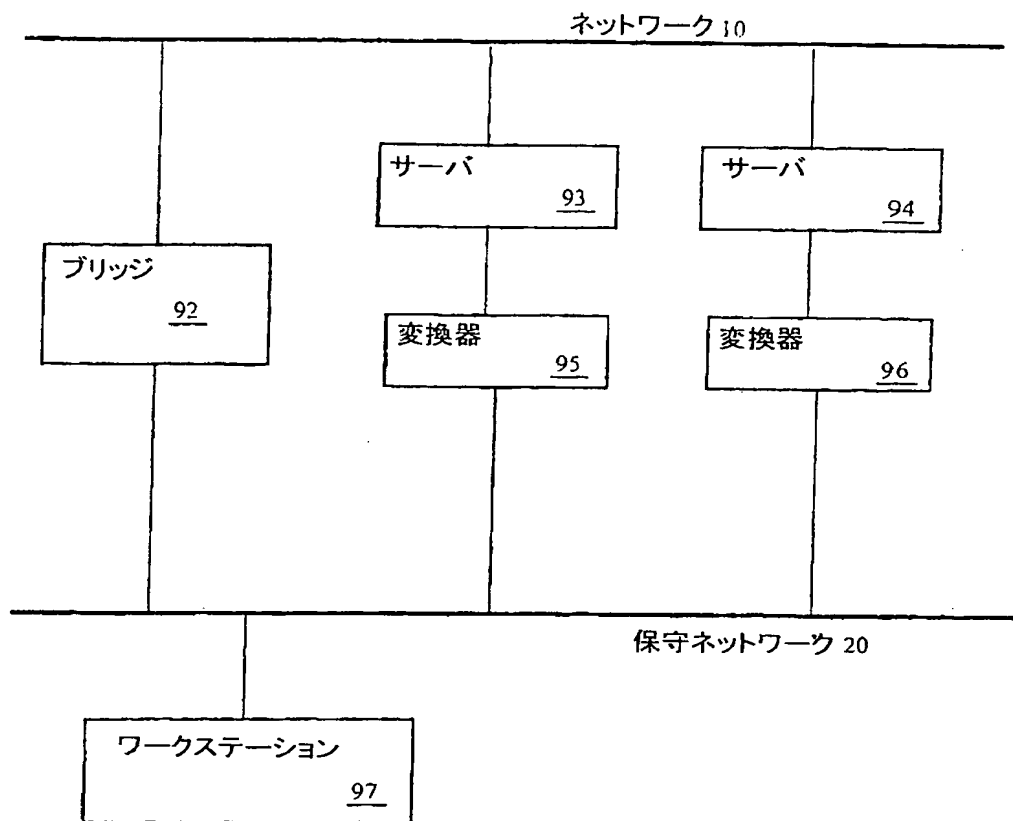 ネットワーク 10
サーバ
93
サーバ
94
ブリッジ
92
変換器
95
変換器
96
保守ネットワーク 20
ワークステーション
97